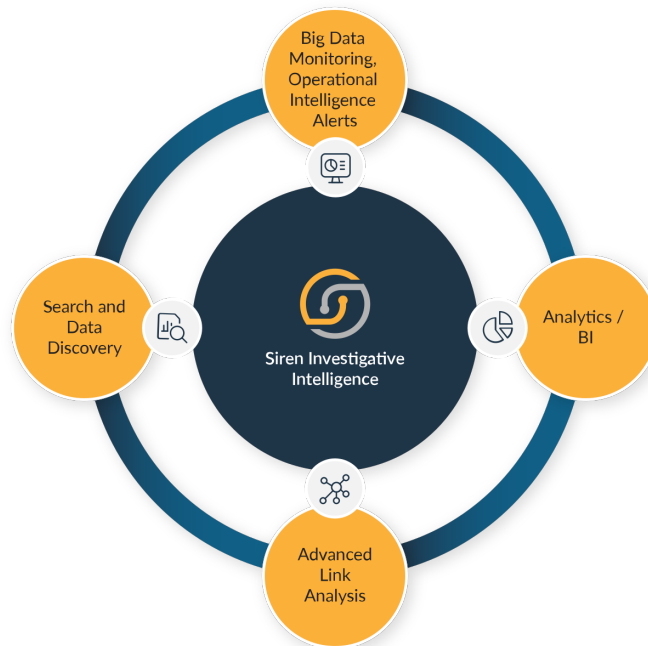 Big Data
Monitoring,
Operational
Intelligence
Alerts
Search and
Data
Discovery
Siren Investigative
Intelligence
Analytics /
BI
Advanced
Link
Analysis